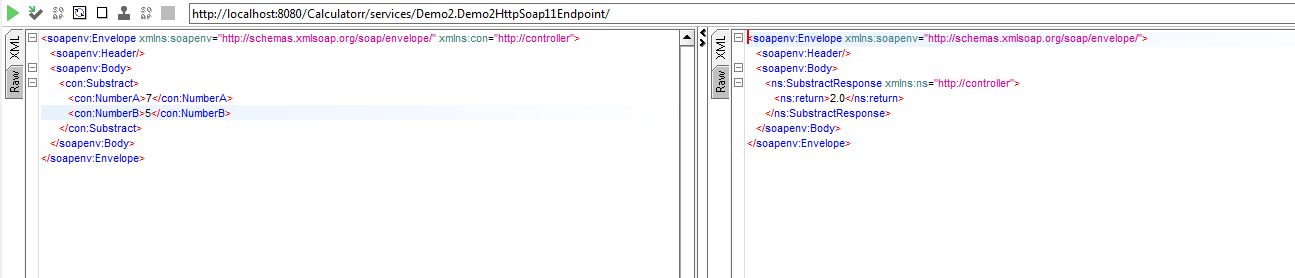 http://localhost:8080/Calculatorr/services/Demo2.Demo2HttpSoap11Endpoint/
XML
Raw
<soapenv:Envelope xmlns:soapenv="http://schemas.xmlsoap.org/soap/envelope/" xmlns:con="http://controller">
<soapenv:Header/>
<soapenv:Body>
<con:Substract>
<con:NumberA>7</con:NumberA>
<con:NumberB>5</con:NumberB>
</con:Substract>
</soapenv:Body>
</soapenv:Envelope>
XML
Raw
<soapenv:Envelope xmlns:soapenv="http://schemas.xmlsoap.org/soap/envelope/">
<soapenv:Header/>
<soapenv:Body>
<ns:SubstractResponse xmlns:ns="http://controller">
<ns:return>2.0</ns:return>
</ns:SubstractResponse>
</soapenv:Body>
</soapenv:Envelope>